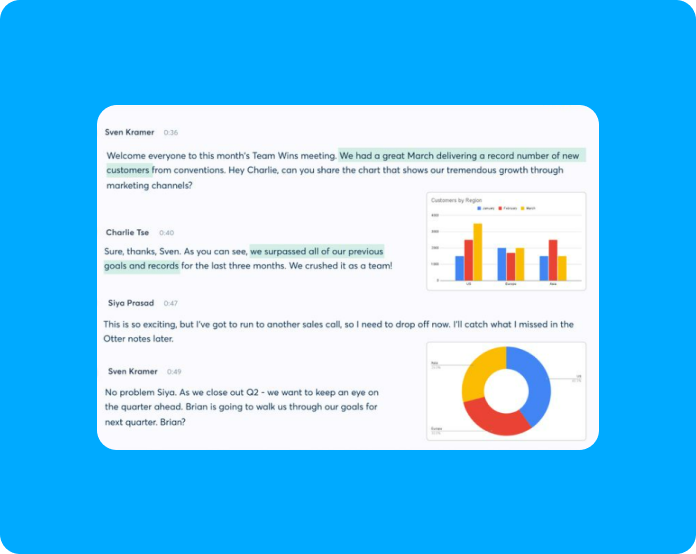 Sven Kramer 0:36
Welcome everyone to this month's Team Wins meeting. We had a great March delivering a record number of new
customers from conventions. Hey Charlie, can you share the chart that shows our tremendous growth through
marketing channels?
Customers by Region
January February March
Charlie Tse 0:40
Sure, thanks, Sven. As you can see, we surpassed all of our previous
goals and records for the last three months. We crushed it as a team!
4000
3000
2000
1000
0
US Europe Asia
Siya Prasad 0:47
This is so exciting, but I've got to run to another sales call, so I need to drop off now. I'll catch what I missed in the
Otter notes later.
Sven Kramer 0:49
No problem Siya. As we close out Q2 - we want to keep an eye on
the quarter ahead. Brian is going to walk us through our goals for
next quarter. Brian?
Asia
US
Europe